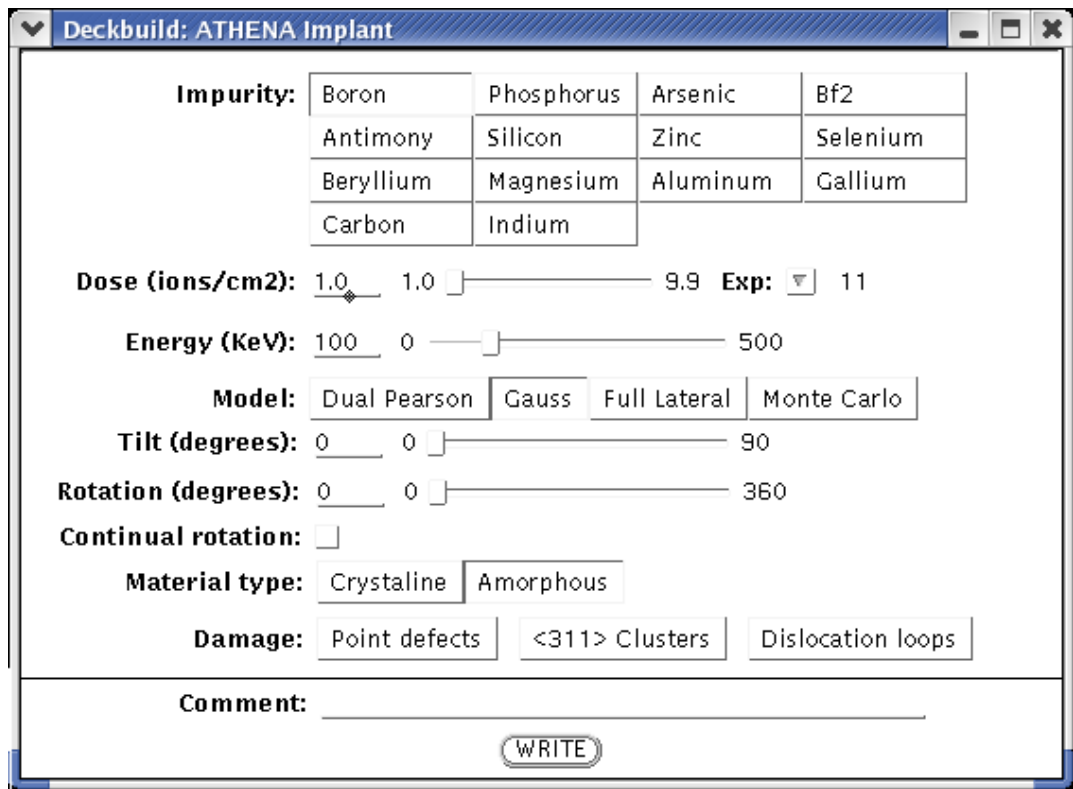 Deckbuild: ATHENA Implant
Impurity: Boron Phosphorus Arsenic Bf2
Antimony Silicon Zinc Selenium
Beryllium Magnesium Aluminum Gallium
Carbon Indium
Dose (ions/cm2): 1.0 1.0 9.9 Exp: 11
Energy (KeV): 100 0 500
Model: Dual Pearson Gauss Full Lateral Monte Carlo
Tilt (degrees): 0 0 90
Rotation (degrees): 0 0 360
Continual rotation:
Material type: Crystaline Amorphous
Damage: Point defects <311> Clusters Dislocation loops
Comment:
WRITE